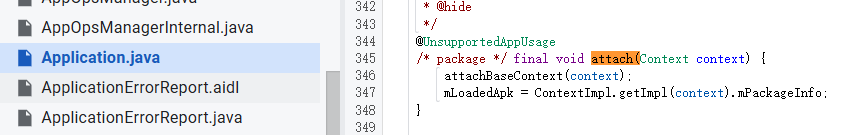 AppOpsManager.java
AppOpsManagerInternal.java
Application.java
ApplicationErrorReport.aidl
ApplicationErrorReport.java
342 * @hide
343 */
344 @UnsupportedAppUsage
345 /* package */ final void attach(Context context) {
346 attachBaseContext(context);
347 mLoadedApk = ContextImpl.getImpl(context).mPackageInfo;
348 }
349